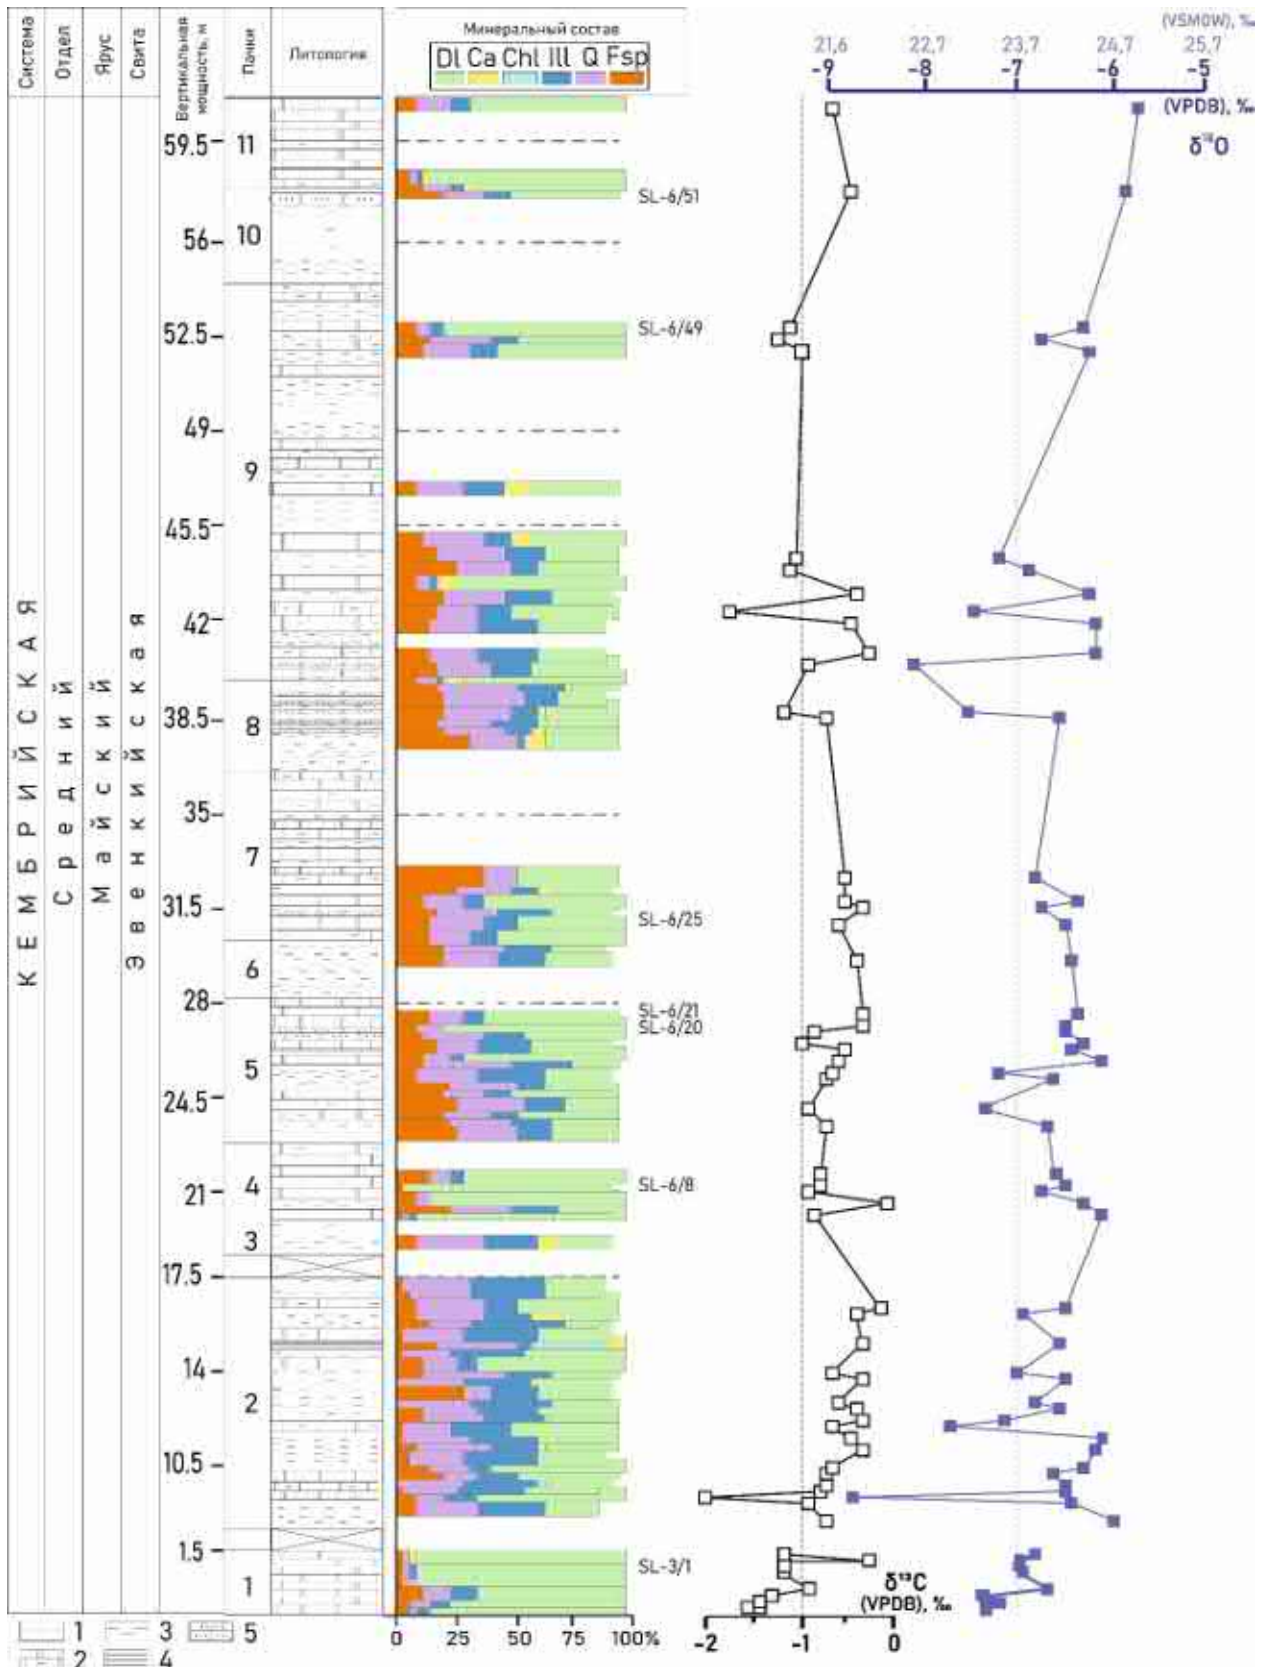 Система
Отдел
Ярус
Свита
Вертикальная
мощность, м
Пачки
Литология
Минеральный состав
Dl Ca Chl Ill Q Fsp
(VSMOW), ‰
21,6 22,7 23,7 24,7 25,7
-9 -8 -7 -6 -5
(VPDB), ‰
δ¹⁸O
КЕМБРИЙСКАЯ
Средний
Майский
Эвенкийская
59.5
56
52.5
49
45.5
42
38.5
35
31.5
28
24.5
21
17.5
14
10.5
1.5
11
10
9
8
7
6
5
4
3
2
1
SL-6/51
SL-6/49
SL-6/25
SL-6/21
SL-6/20
SL-6/8
SL-3/1
δ¹³C
(VPDB), ‰
0 25 50 75 100%
-2 -1 0
1 3 5
2 4